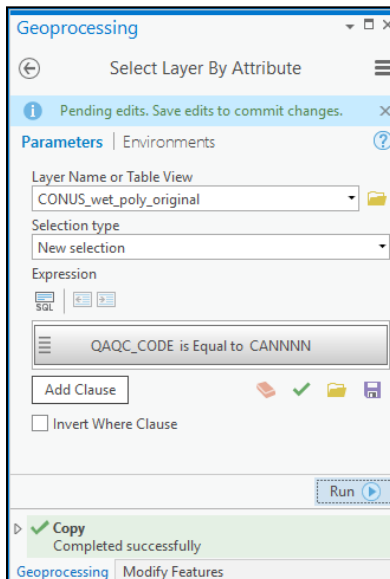 Geoprocessing
Select Layer By Attribute
Pending edits. Save edits to commit changes.
Parameters | Environments
Layer Name or Table View
CONUS_wet_poly_original
Selection type
New selection
Expression
SQL
QAQC_CODE is Equal to CANNNN
Add Clause
Invert Where Clause
Run
Copy
Completed successfully
Geoprocessing Modify Features